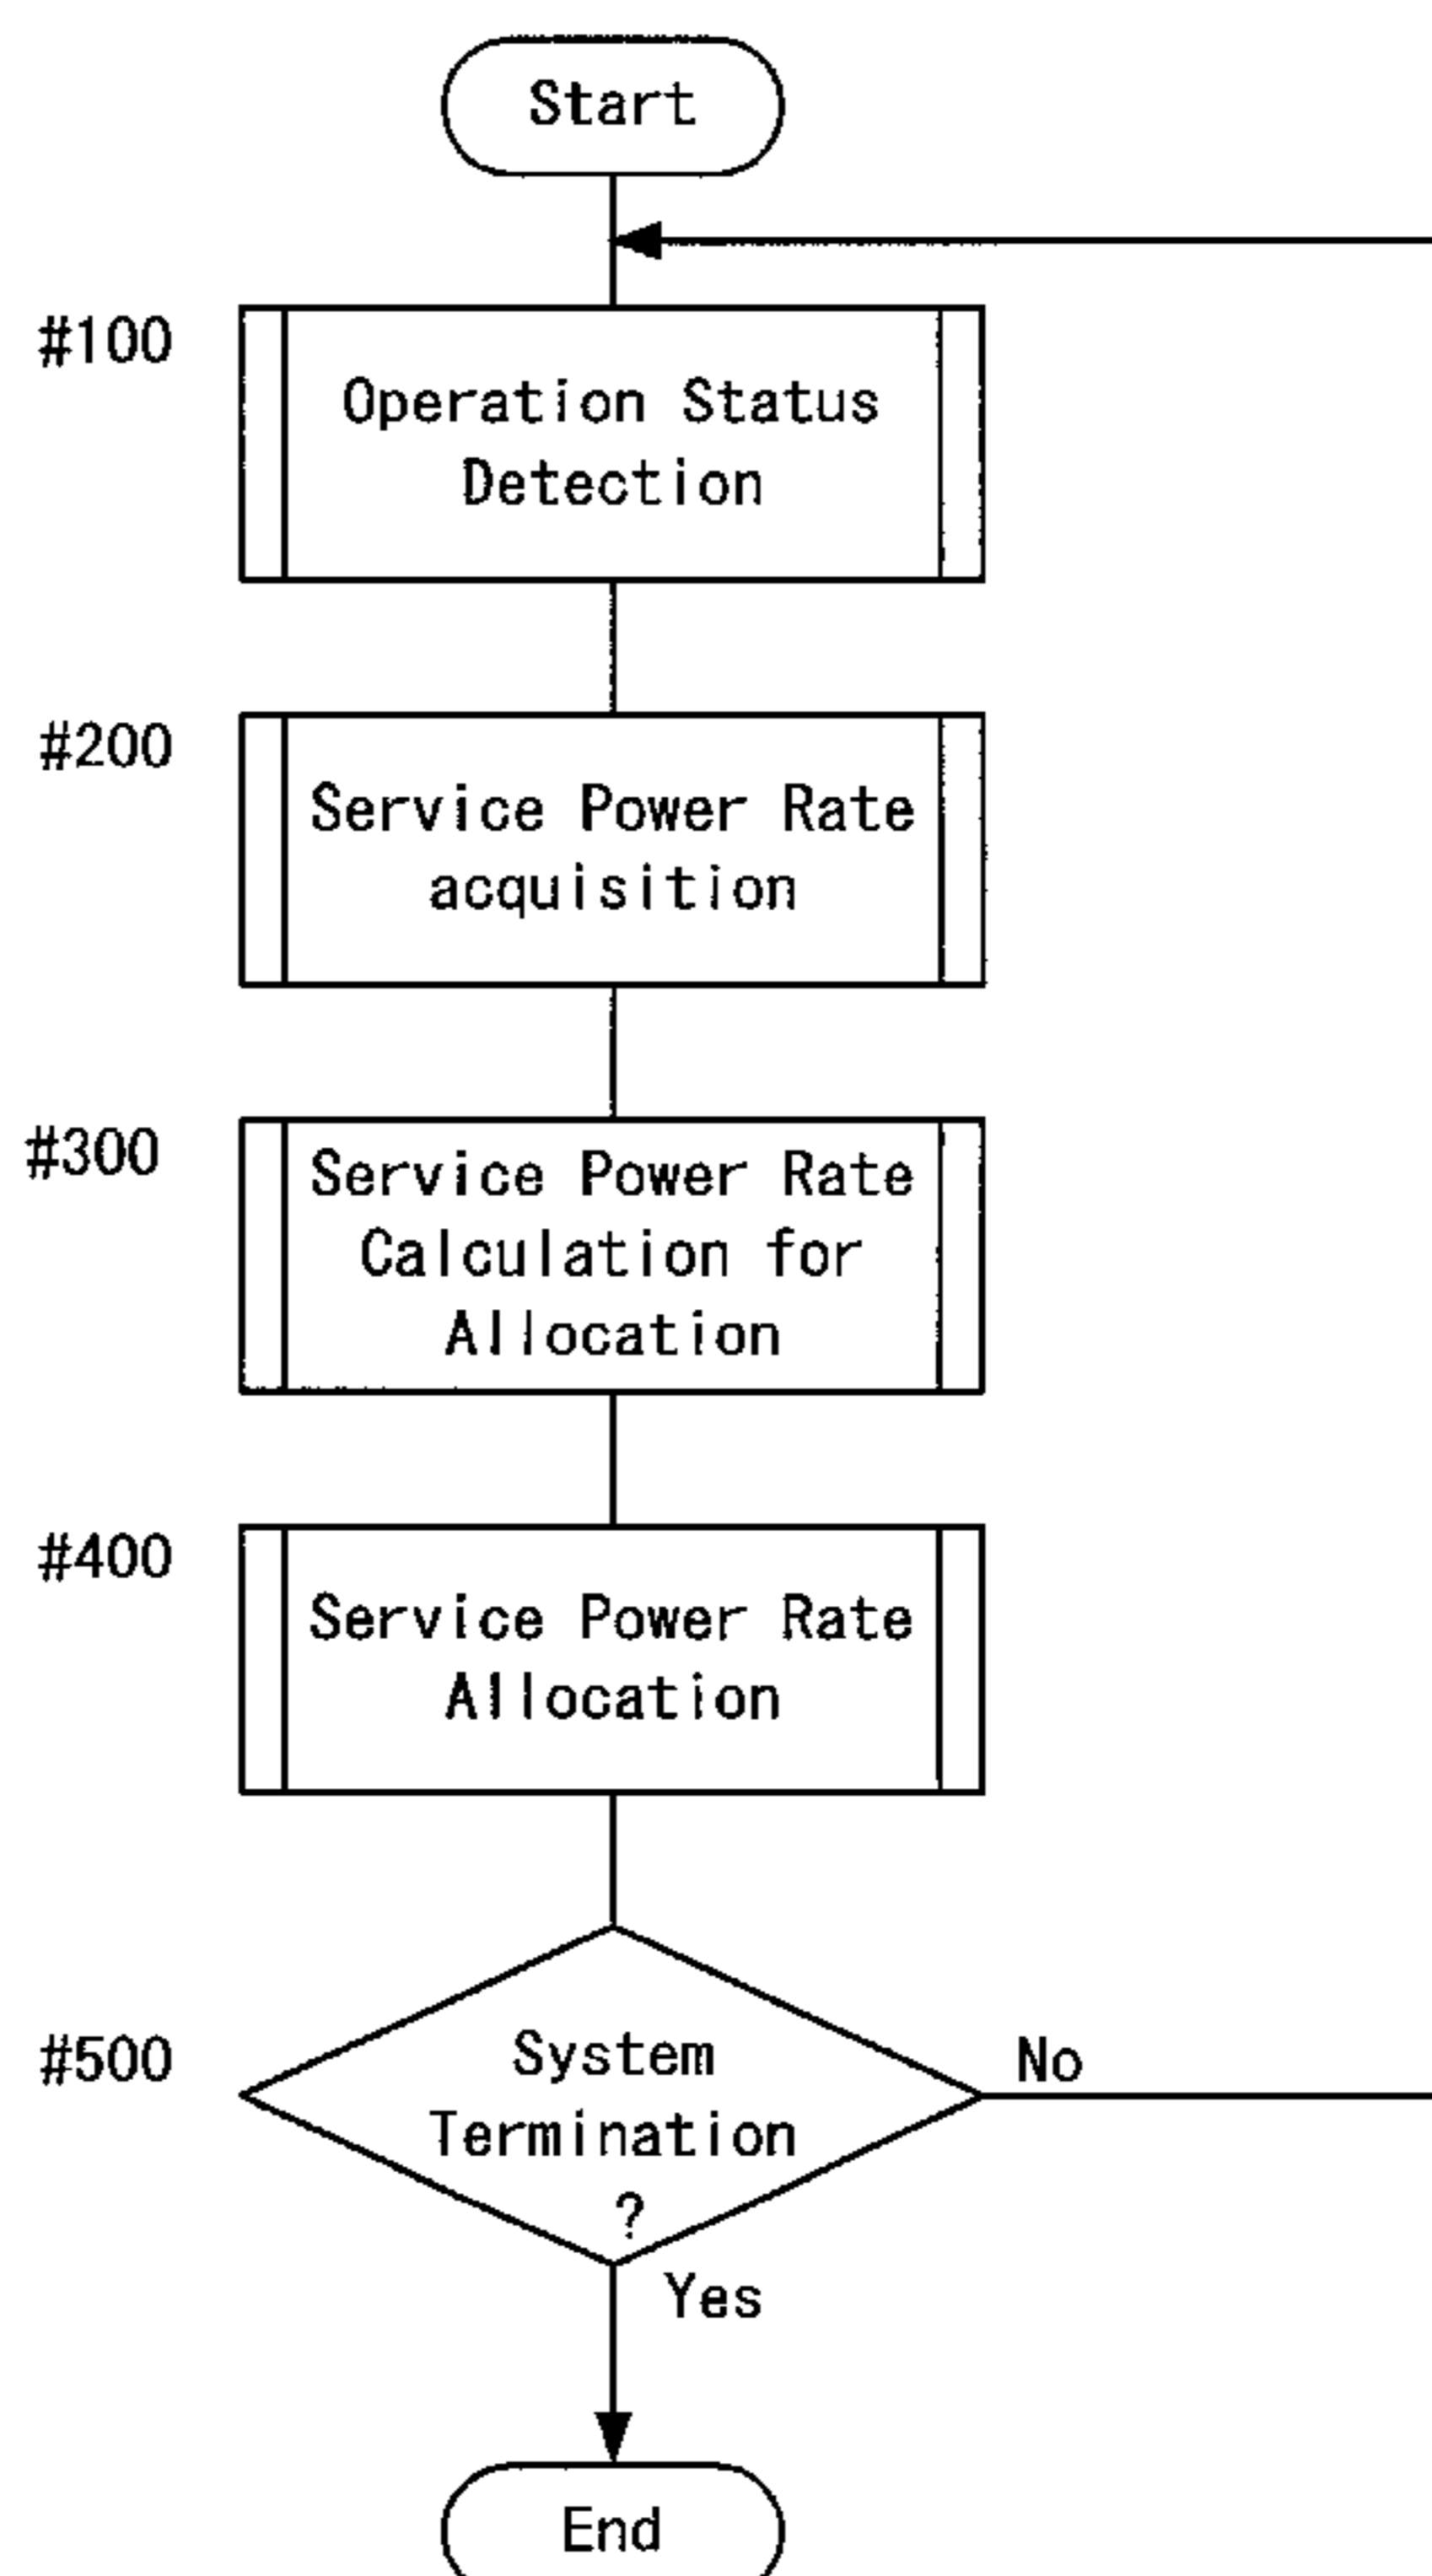 Start
#100
Operation Status
Detection
#200
Service Power Rate
acquisition
#300
Service Power Rate
Calculation for
Allocation
#400
Service Power Rate
Allocation
#500
System
Termination
?
No
Yes
End